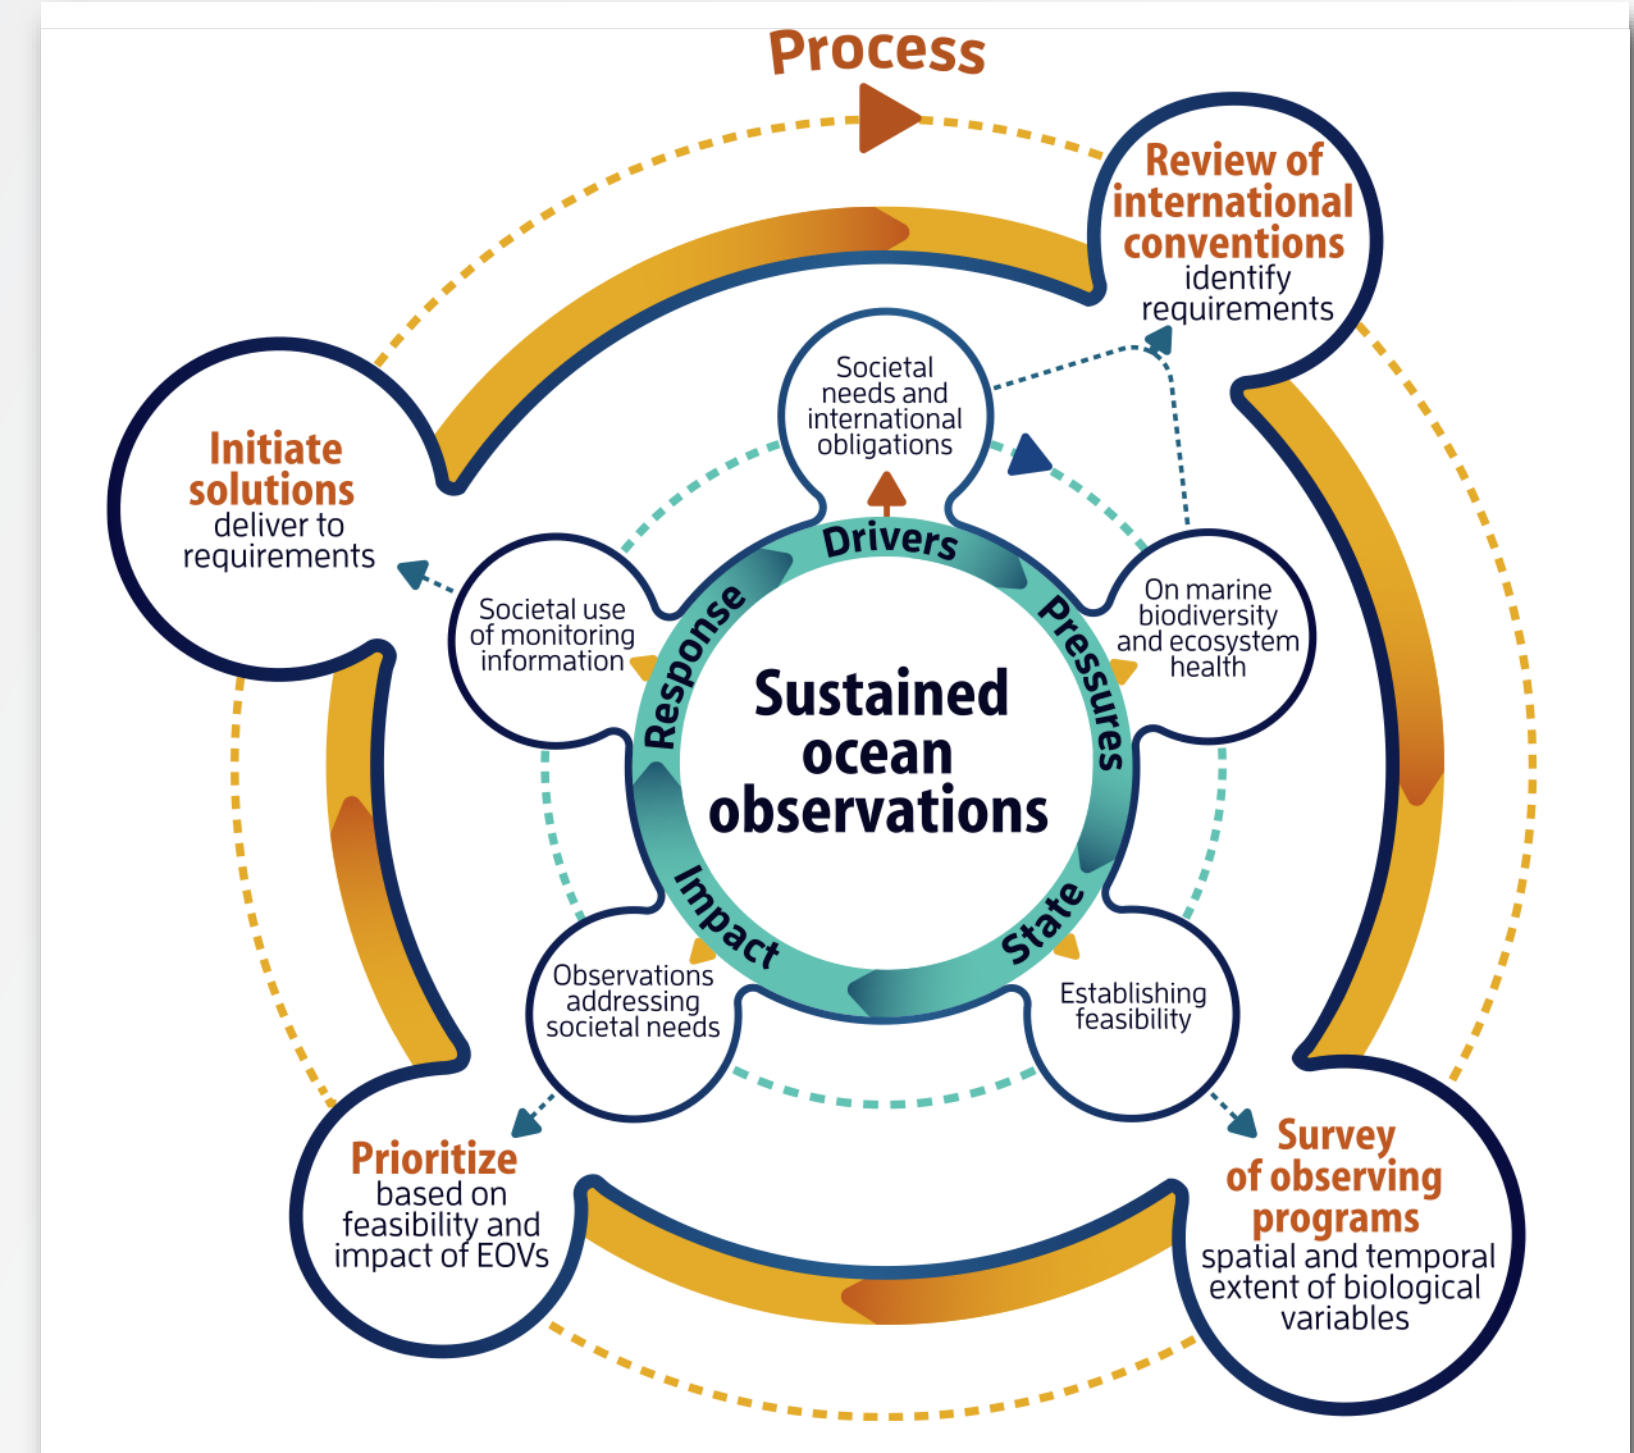 Process
Review of
international
conventions
identify
requirements
Societal
needs and
international
obligations
Initiate
solutions
deliver to
requirements
Drivers
Societal use
of monitoring
information
Response
Pressures
On marine
biodiversity
and ecosystem
health
Sustained
ocean
observations
Impact
State
Observations
addressing
societal needs
Establishing
feasibility
Prioritize
based on
feasibility and
impact of EOVs
Survey
of observing
programs
spatial and temporal
extent of biological
variables